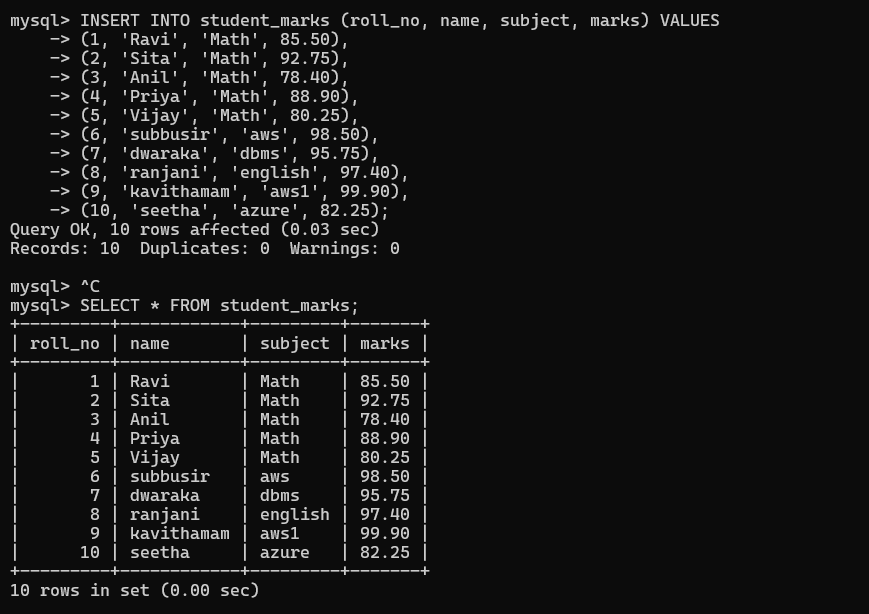 mysql> INSERT INTO student_marks (roll_no, name, subject, marks) VALUES
    -> (1, 'Ravi', 'Math', 85.50),
    -> (2, 'Sita', 'Math', 92.75),
    -> (3, 'Anil', 'Math', 78.40),
    -> (4, 'Priya', 'Math', 88.90),
    -> (5, 'Vijay', 'Math', 80.25),
    -> (6, 'subbusir', 'aws', 98.50),
    -> (7, 'dwaraka', 'dbms', 95.75),
    -> (8, 'ranjani', 'english', 97.40),
    -> (9, 'kavithamam', 'aws1', 99.90),
    -> (10, 'seetha', 'azure', 82.25);
Query OK, 10 rows affected (0.03 sec)
Records: 10  Duplicates: 0  Warnings: 0

mysql> ^C
mysql> SELECT * FROM student_marks;
+---------+------------+---------+-------+
| roll_no | name       | subject | marks |
+---------+------------+---------+-------+
|       1 | Ravi       | Math    | 85.50 |
|       2 | Sita       | Math    | 92.75 |
|       3 | Anil       | Math    | 78.40 |
|       4 | Priya      | Math    | 88.90 |
|       5 | Vijay      | Math    | 80.25 |
|       6 | subbusir   | aws     | 98.50 |
|       7 | dwaraka    | dbms    | 95.75 |
|       8 | ranjani    | english | 97.40 |
|       9 | kavithamam | aws1    | 99.90 |
|      10 | seetha     | azure   | 82.25 |
+---------+------------+---------+-------+
10 rows in set (0.00 sec)